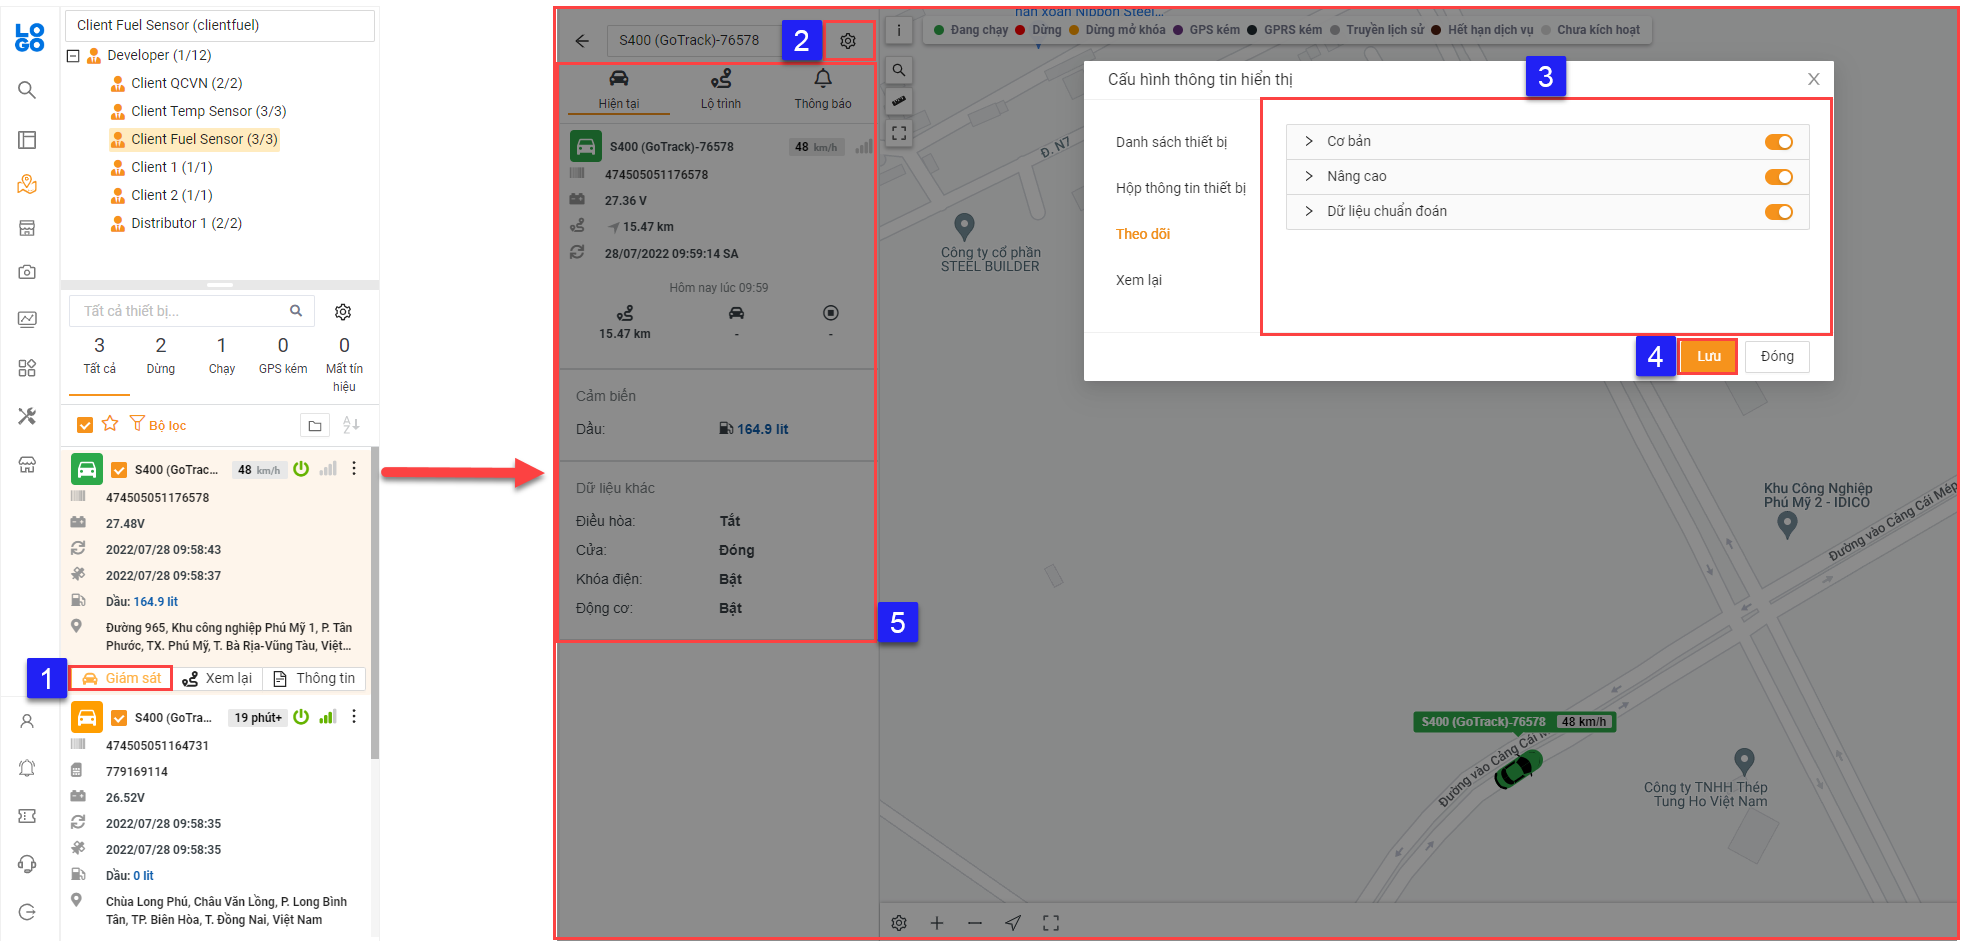 LO
GO
Client Fuel Sensor (clientfuel)
Developer (1/12)
Client QCVN (2/2)
Client Temp Sensor (3/3)
Client Fuel Sensor (3/3)
Client 1 (1/1)
Client 2 (1/1)
Distributor 1 (2/2)
Tất cả thiết bị...
3 2 1 0 0
Tất cả Dừng Chạy GPS kém Mất tín
hiệu
Bộ lọc
A
Z
S400 (GoTrac... 48 km/h
474505051176578
27.48V
2022/07/28 09:58:43
2022/07/28 09:58:37
Dầu: 164.9 lit
Đường 965, Khu công nghiệp Phú Mỹ 1, P. Tân
Phước, TX. Phú Mỹ, T. Bà Rịa-Vũng Tàu, Việt...
1
Giám sát Xem lại Thông tin
S400 (GoTra... 19 phút+
474505051164731
779169114
26.52V
2022/07/28 09:58:35
2022/07/28 09:58:35
Dầu: 0 lit
Chùa Long Phú, Châu Văn Lồng, P. Long Bình
Tân, TP. Biên Hòa, T. Đồng Nai, Việt Nam
S400 (GoTrack)-76578
2
Hiện tại Lộ trình Thông báo
S400 (GoTrack)-76578 48 km/h
474505051176578
27.36 V
15.47 km
28/07/2022 09:59:14 SA
Hôm nay lúc 09:59
15.47 km - -
Cảm biến
Dầu: 164.9 lit
Dữ liệu khác
Điều hòa: Tắt
Cửa: Đóng
Khóa điện: Bật
Động cơ: Bật
5
i
Nippon Steel...
Đang chạy Dừng Dừng mở khóa GPS kém GPRS kém Truyền lịch sử Hết hạn dịch vụ Chưa kích hoạt
Đ. N7
Công ty cổ phần
STEEL BUILDER
Cấu hình thông tin hiển thị
3
X
Danh sách thiết bị
Hộp thông tin thiết bị
Theo dõi
Xem lại
Cơ bản
Nâng cao
Dữ liệu chuẩn đoán
4
Lưu Đóng
Khu Công Nghiệp
Phú Mỹ 2 - IDICO
Đường vào Cảng Cái Mép
S400 (GoTrack)-76578 48 km/h
Đường vào Cảng Cái M
Công ty TNHH Thép
Tung Ho Việt Nam